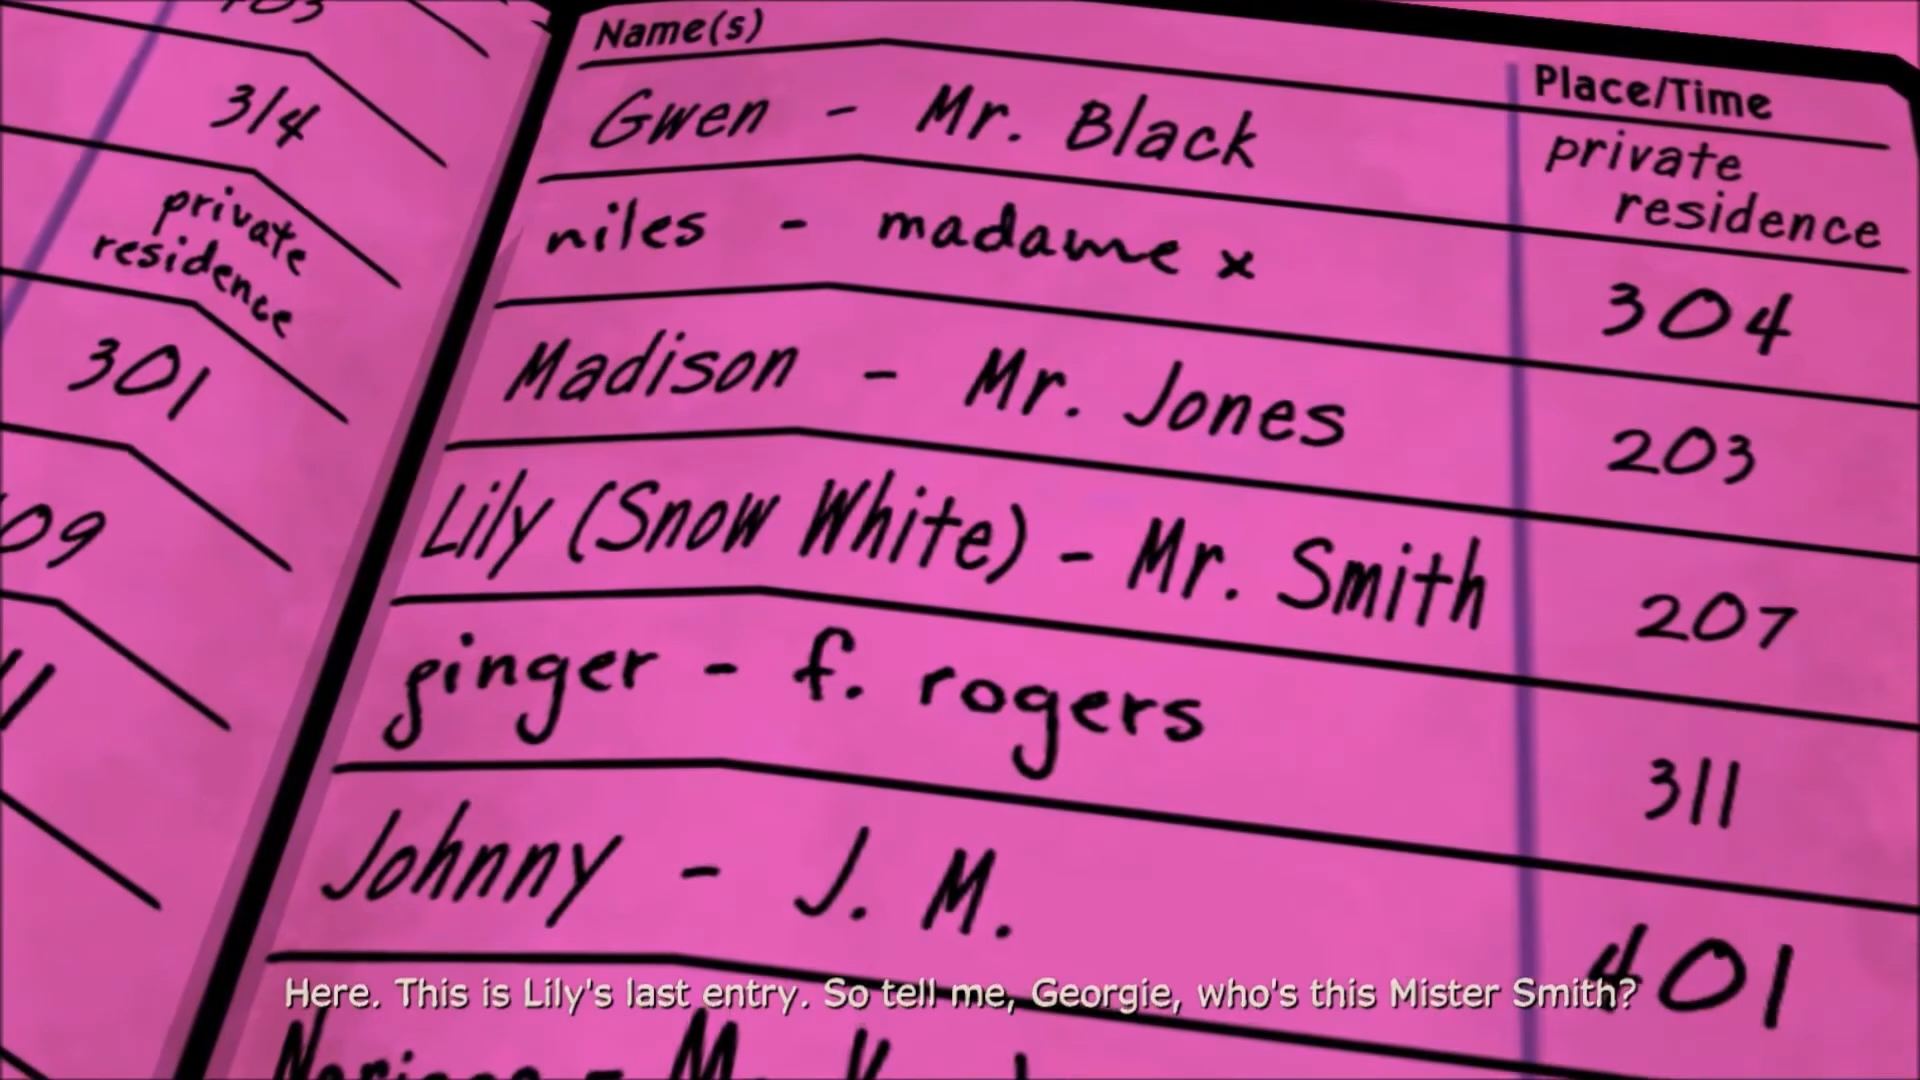 314
private
residence
301
09
Name(s)
Place/Time
Gwen - Mr. Black
private
residence
niles - madame x
304
Madison - Mr. Jones
203
Lily (Snow White) - Mr. Smith
207
ginger - f. rogers
311
Johnny - J. M.
401
Here. This is Lily's last entry. So tell me, Georgie, who's this Mister Smith?